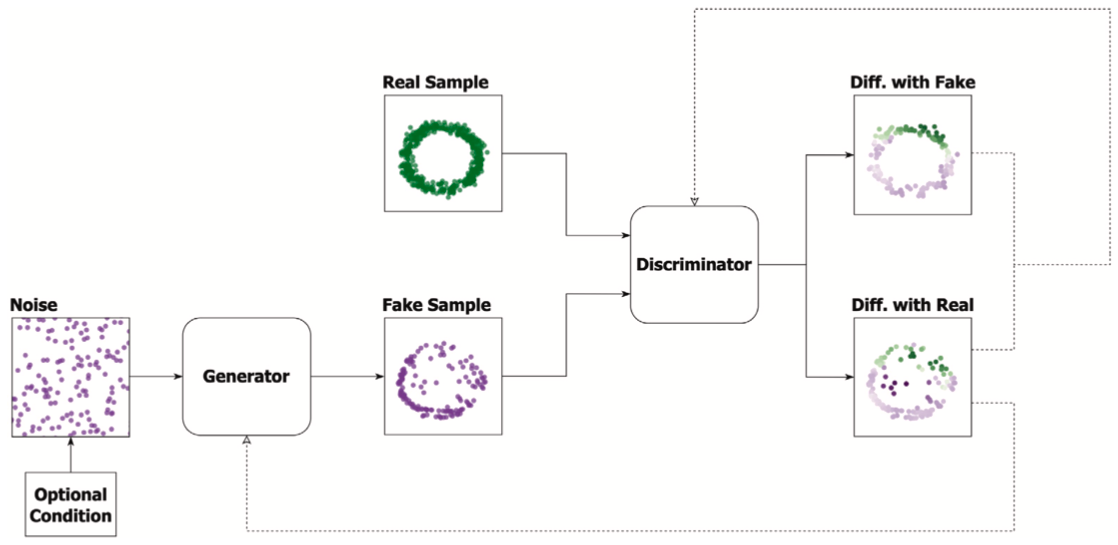 Real Sample
Diff. with Fake
Discriminator
Noise
Fake Sample
Diff. with Real
Generator
Optional
Condition